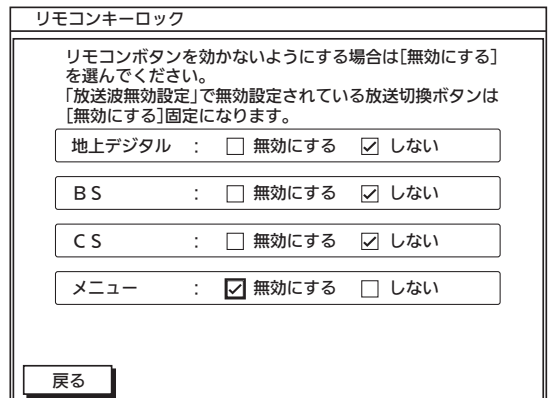 リモコンキーロック
リモコンボタンを効かないようにする場合は[無効にする]
を選んでください。
「放送波無効設定」で無効設定されている放送切換ボタンは
[無効にする]固定になります。
地上デジタル : □ 無効にする ☑ しない
ＢＳ : □ 無効にする ☑ しない
ＣＳ : □ 無効にする ☑ しない
メニュー : ☑ 無効にする □ しない
戻る